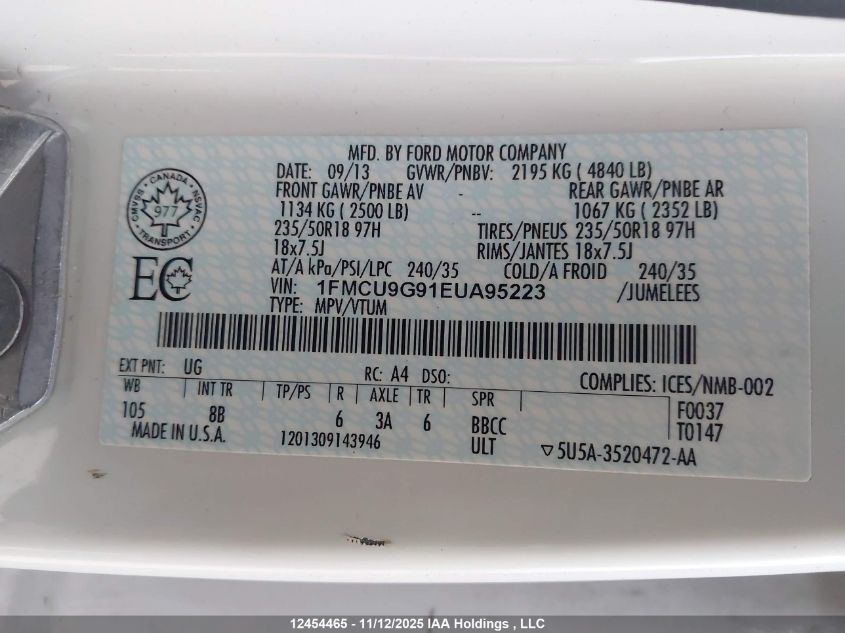 MFD. BY FORD MOTOR COMPANY
DATE: 09/13 GVWR/PNBV: 2195 KG ( 4840 LB)
FRONT GAWR/PNBE AV - REAR GAWR/PNBE AR
1134 KG ( 2500 LB) -- 1067 KG ( 2352 LB)
235/50R18 97H TIRES/PNEUS 235/50R18 97H
18x7.5J RIMS/JANTES 18x7.5J
AT/A kPa/PSI/LPC 240/35 COLD/A FROID 240/35
VIN: 1FMCU9G91EUA95223 /JUMELEES
TYPE: MPV/VTUM
CANADA
CMVSS NSVAC
977
TRANSPORT
EC
EXT PNT: UG RC: A4 DSO: COMPLIES: ICES/NMB-002
WB INT TR TP/PS R AXLE TR SPR F0037
105 8B 6 3A 6 BBCC T0147
MADE IN U.S.A. 1201309143946 ULT ▽5U5A-3520472-AA
12454465 - 11/12/2025 IAA Holdings , LLC